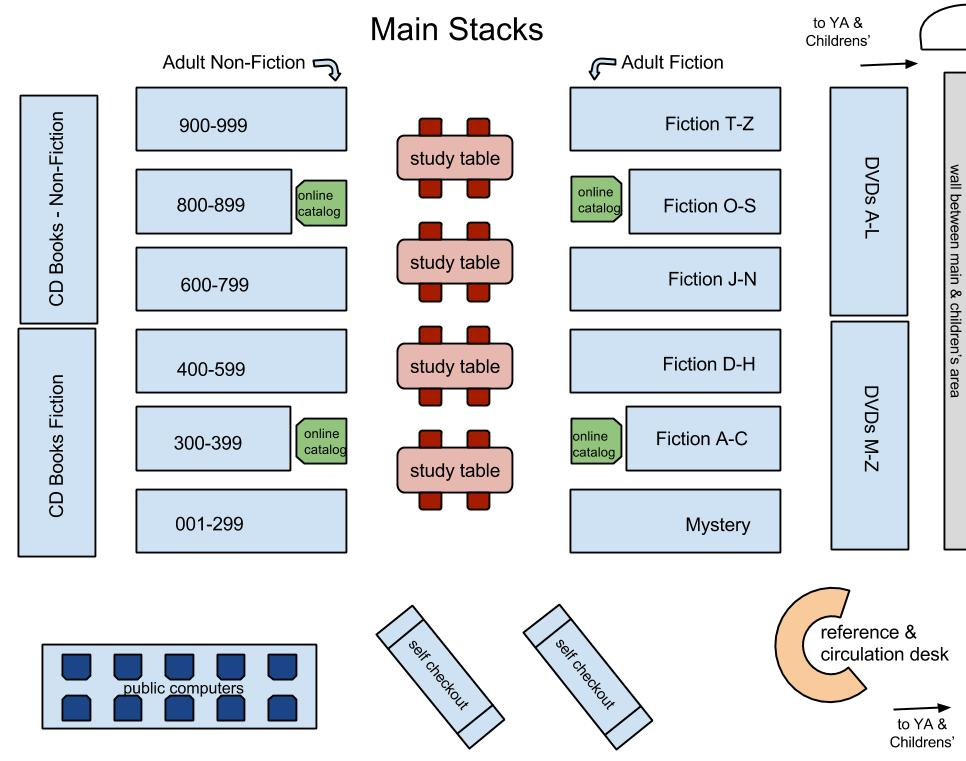 Main Stacks
to YA &
Childrens'
Adult Non-Fiction
Adult Fiction
CD Books - Non-Fiction
CD Books Fiction
900-999
800-899
online
catalog
600-799
400-599
300-399
online
catalog
001-299
study table
study table
study table
study table
Fiction T-Z
online
catalog
Fiction O-S
Fiction J-N
Fiction D-H
online
catalog
Fiction A-C
Mystery
DVDs A-L
DVDs M-Z
wall between main & children's area
public computers
self checkout
self checkout
reference &
circulation desk
to YA &
Childrens'